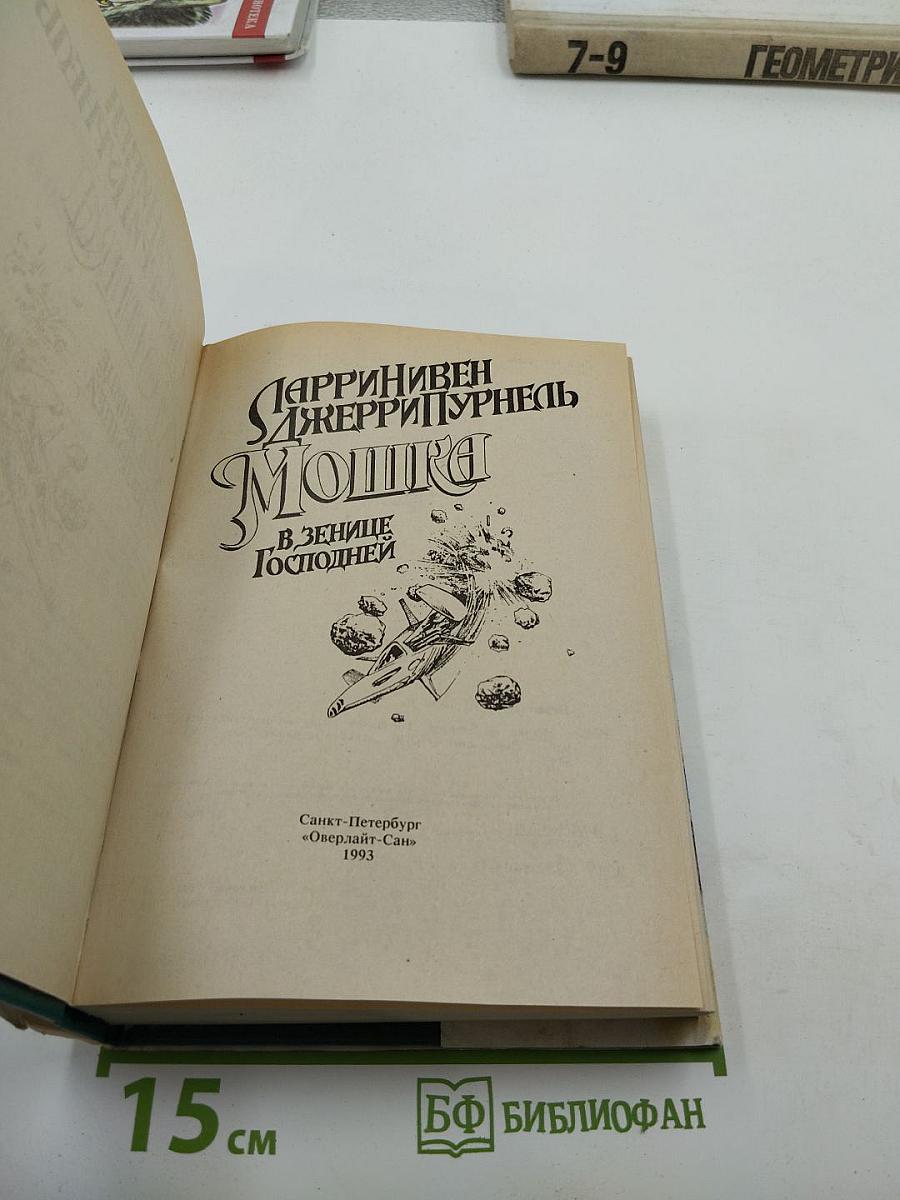 ОТЕКА
7-9
ГЕОМЕТРИ
ЛАРРИ НИВЕН
ДЖЕРРИ ПУРНЕЛЬ
МОШКА
В ЗЕНИЦЕ
ГОСПОДНЕЙ
Санкт-Петербург
«Оверлайт-Сан»
1993
15 см
БФ БИБЛИОФАН